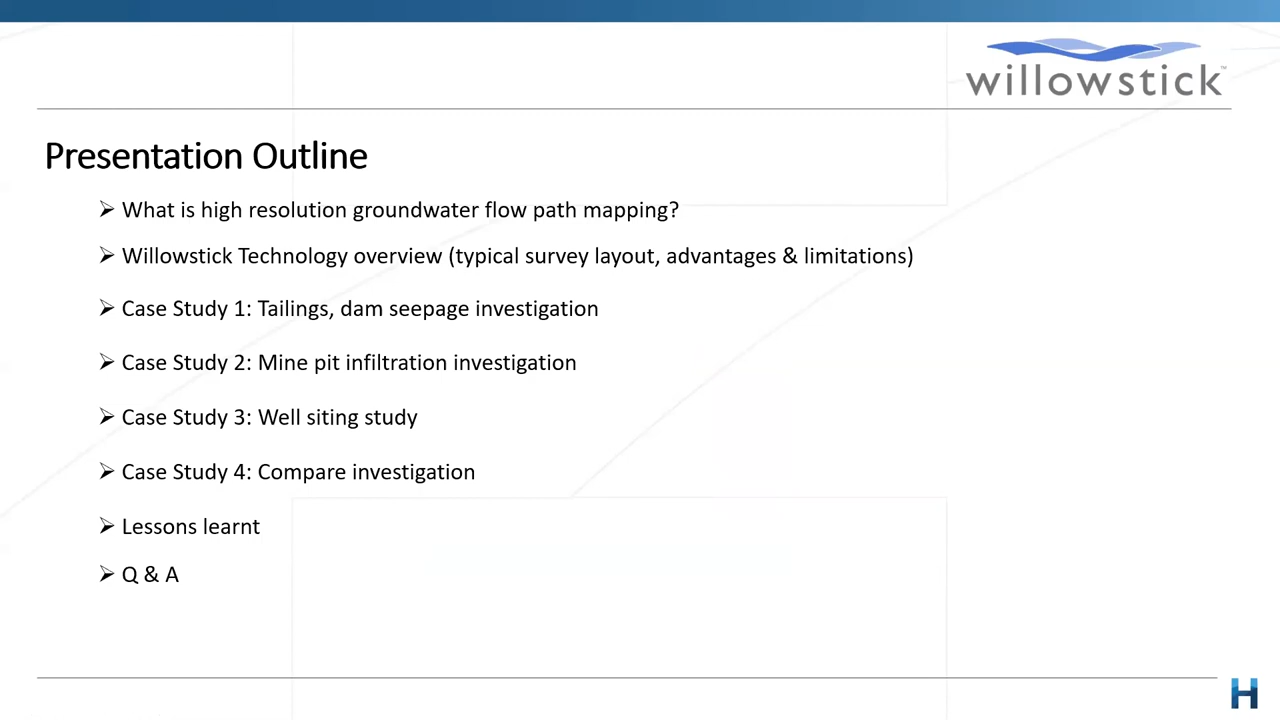 willowstick™
Presentation Outline
➢ What is high resolution groundwater flow path mapping?
➢ Willowstick Technology overview (typical survey layout, advantages & limitations)
➢ Case Study 1: Tailings, dam seepage investigation
➢ Case Study 2: Mine pit infiltration investigation
➢ Case Study 3: Well siting study
➢ Case Study 4: Compare investigation
➢ Lessons learnt
➢ Q & A
H